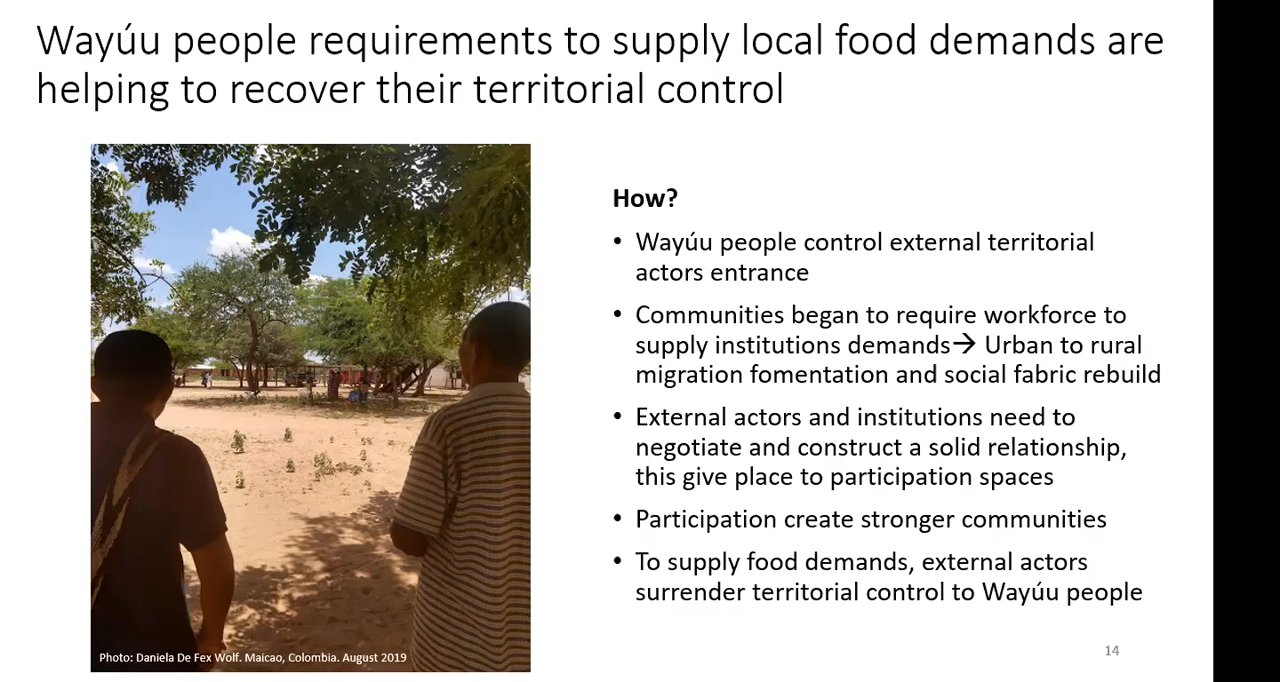 Wayúu people requirements to supply local food demands are
helping to recover their territorial control
How?
• Wayúu people control external territorial
actors entrance
• Communities began to require workforce to
supply institutions demands→ Urban to rural
migration fomentation and social fabric rebuild
• External actors and institutions need to
negotiate and construct a solid relationship,
this give place to participation spaces
• Participation create stronger communities
• To supply food demands, external actors
surrender territorial control to Wayúu people
Photo: Daniela De Fex Wolf. Maicao, Colombia. August 2019
14